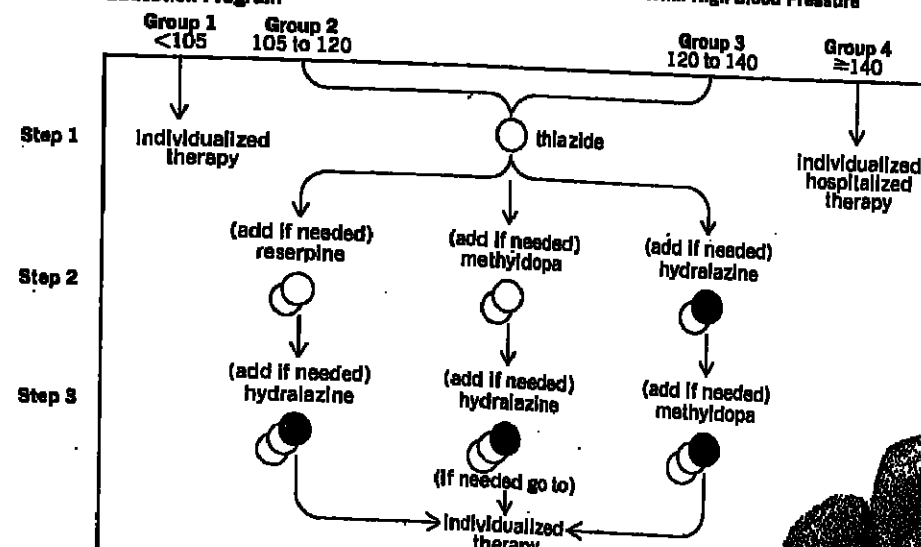 Group 1
<105
Group 2
105 to 120
Group 3
120 to 140
Group 4
≥140
Step 1
individualized
therapy
thiazide
individualized
hospitalized
therapy
Step 2
(add if needed)
reserpine
(add if needed)
methyldopa
(add if needed)
hydralazine
Step 3
(add if needed)
hydralazine
(add if needed)
hydralazine
(add if needed)
methyldopa
(if needed go to)
individualized
therapy